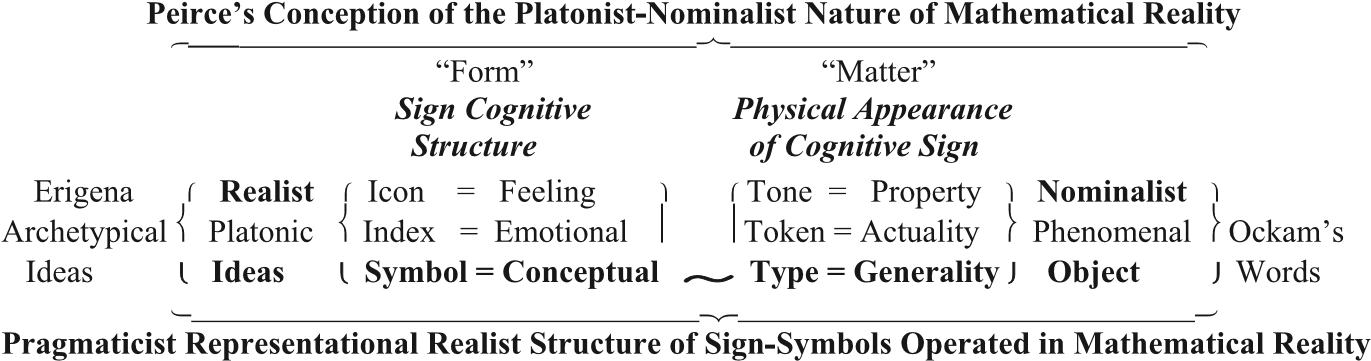 Peirce’s Conception of the Platonist-Nominalist Nature of Mathematical Reality
“Form” “Matter”
Sign Cognitive Physical Appearance
Structure of Cognitive Sign
Erigena Realist Icon = Feeling Tone = Property Nominalist
Archetypical Platonic Index = Emotional Token = Actuality Phenomenal Ockam’s
Ideas Ideas Symbol = Conceptual ~ Type = Generality Object Words
Pragmaticist Representational Realist Structure of Sign-Symbols Operated in Mathematical Reality